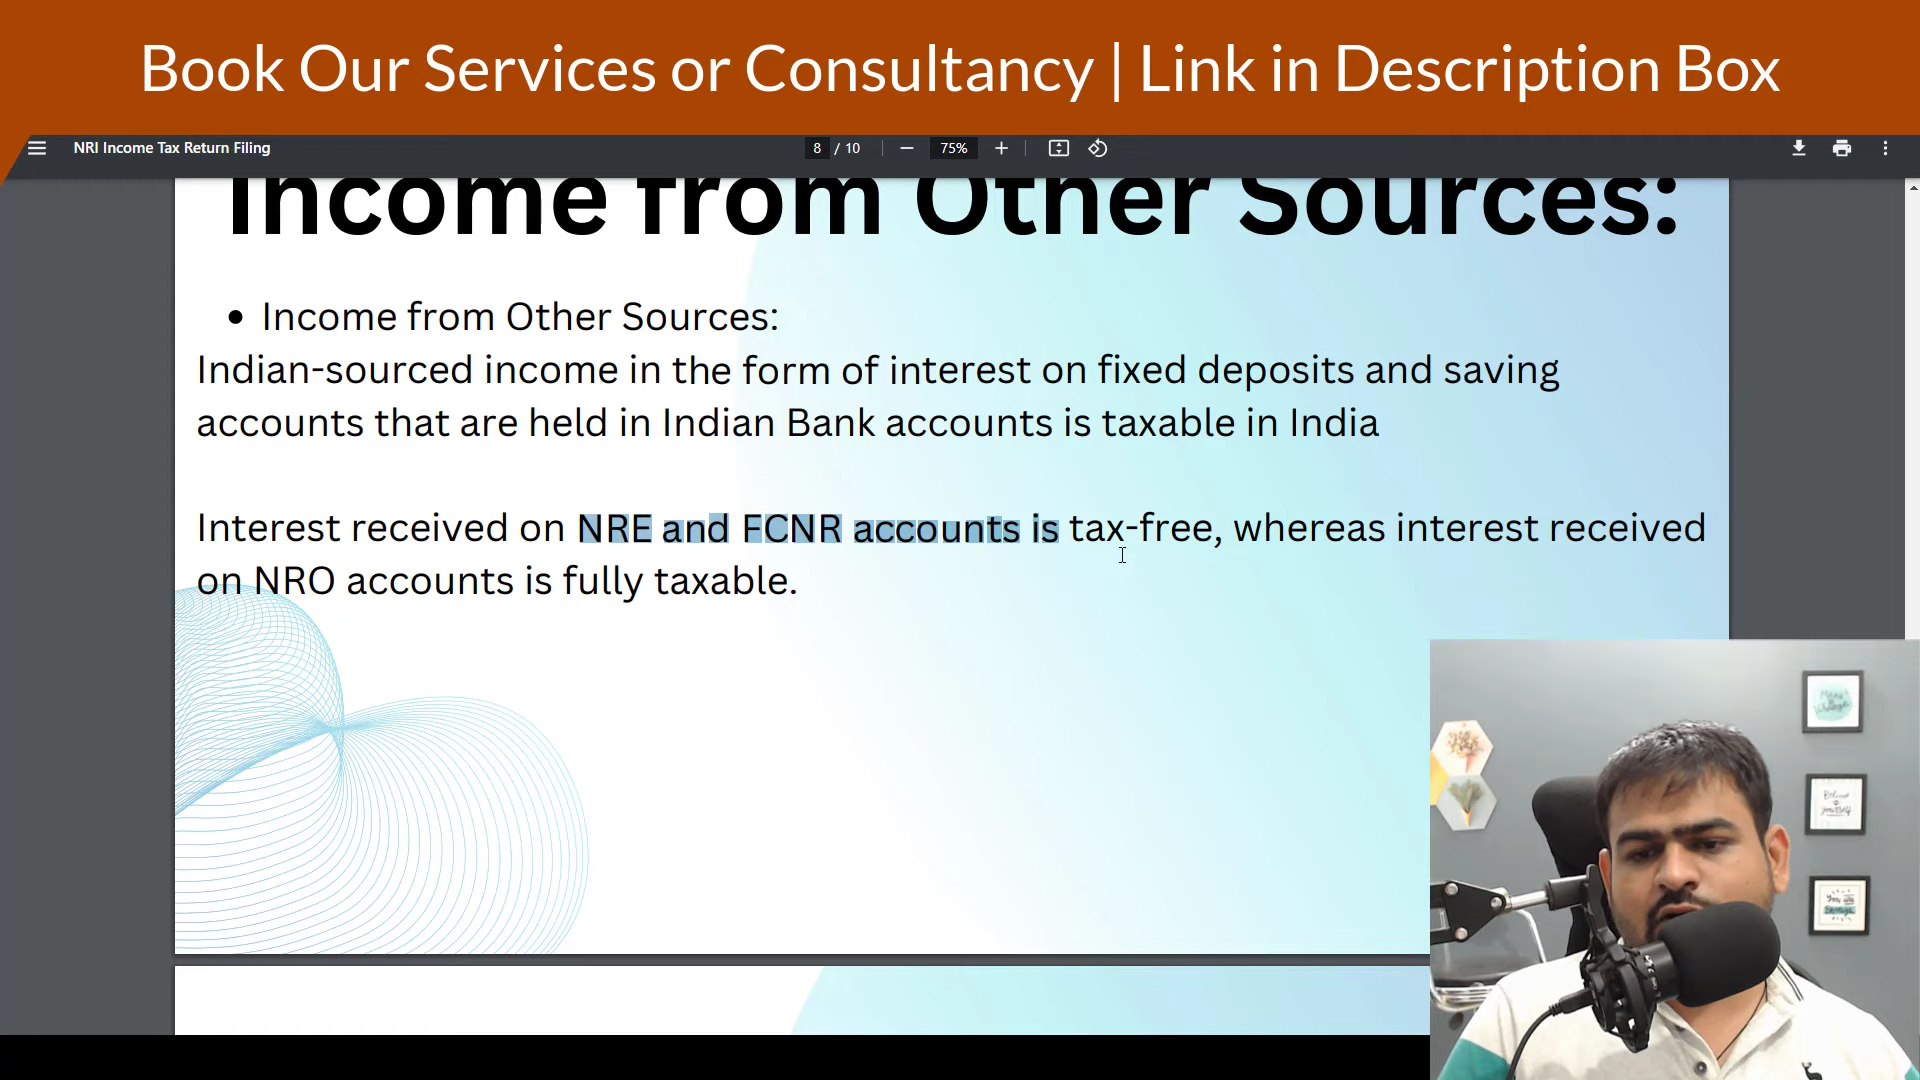 Book Our Services or Consultancy | Link in Description Box
NRI Income Tax Return Filing
8 / 10
75%
Income from Other Sources:
• Income from Other Sources:
Indian-sourced income in the form of interest on fixed deposits and saving
accounts that are held in Indian Bank accounts is taxable in India
Interest received on NRE and FCNR accounts is tax-free, whereas interest received
on NRO accounts is fully taxable.